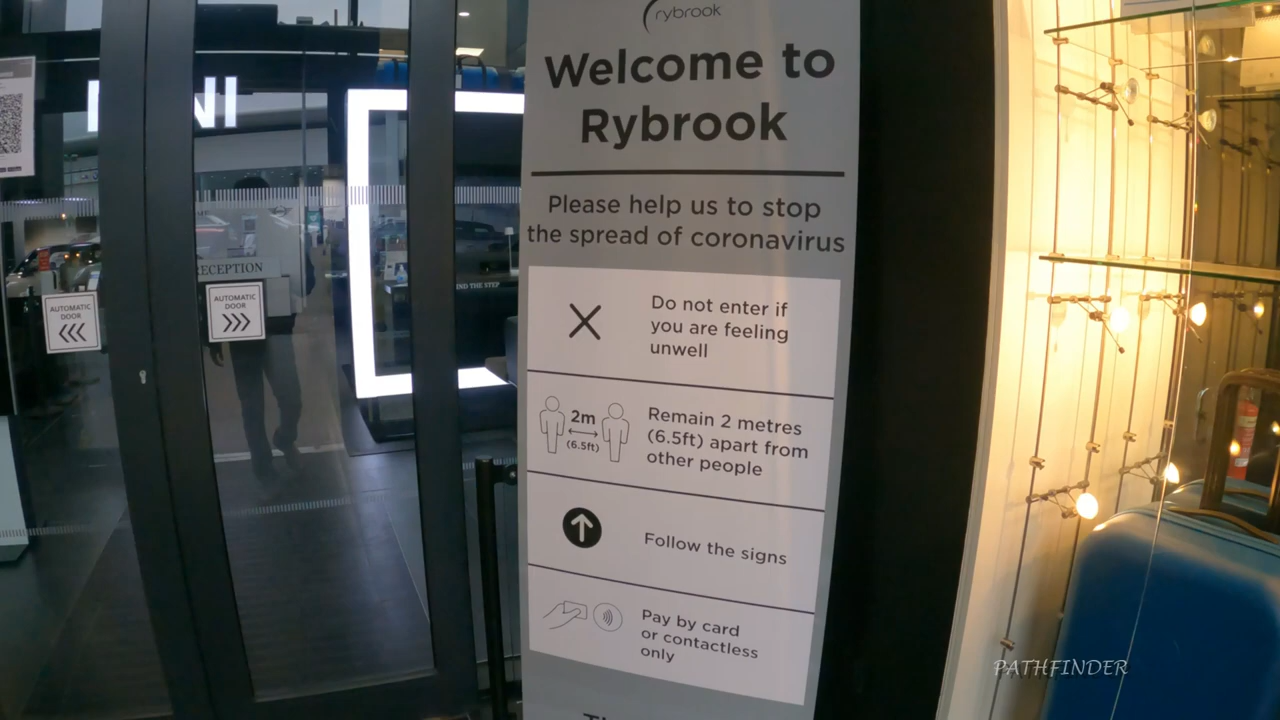 rybrook
Welcome to
Rybrook
Please help us to stop
the spread of coronavirus
Do not enter if
you are feeling
unwell
2m
(6.5ft)
Remain 2 metres
(6.5ft) apart from
other people
Follow the signs
Pay by card
or contactless
only
RECEPTION
AUTOMATIC
DOOR
AUTOMATIC
DOOR
THE STEP
PATHFINDER